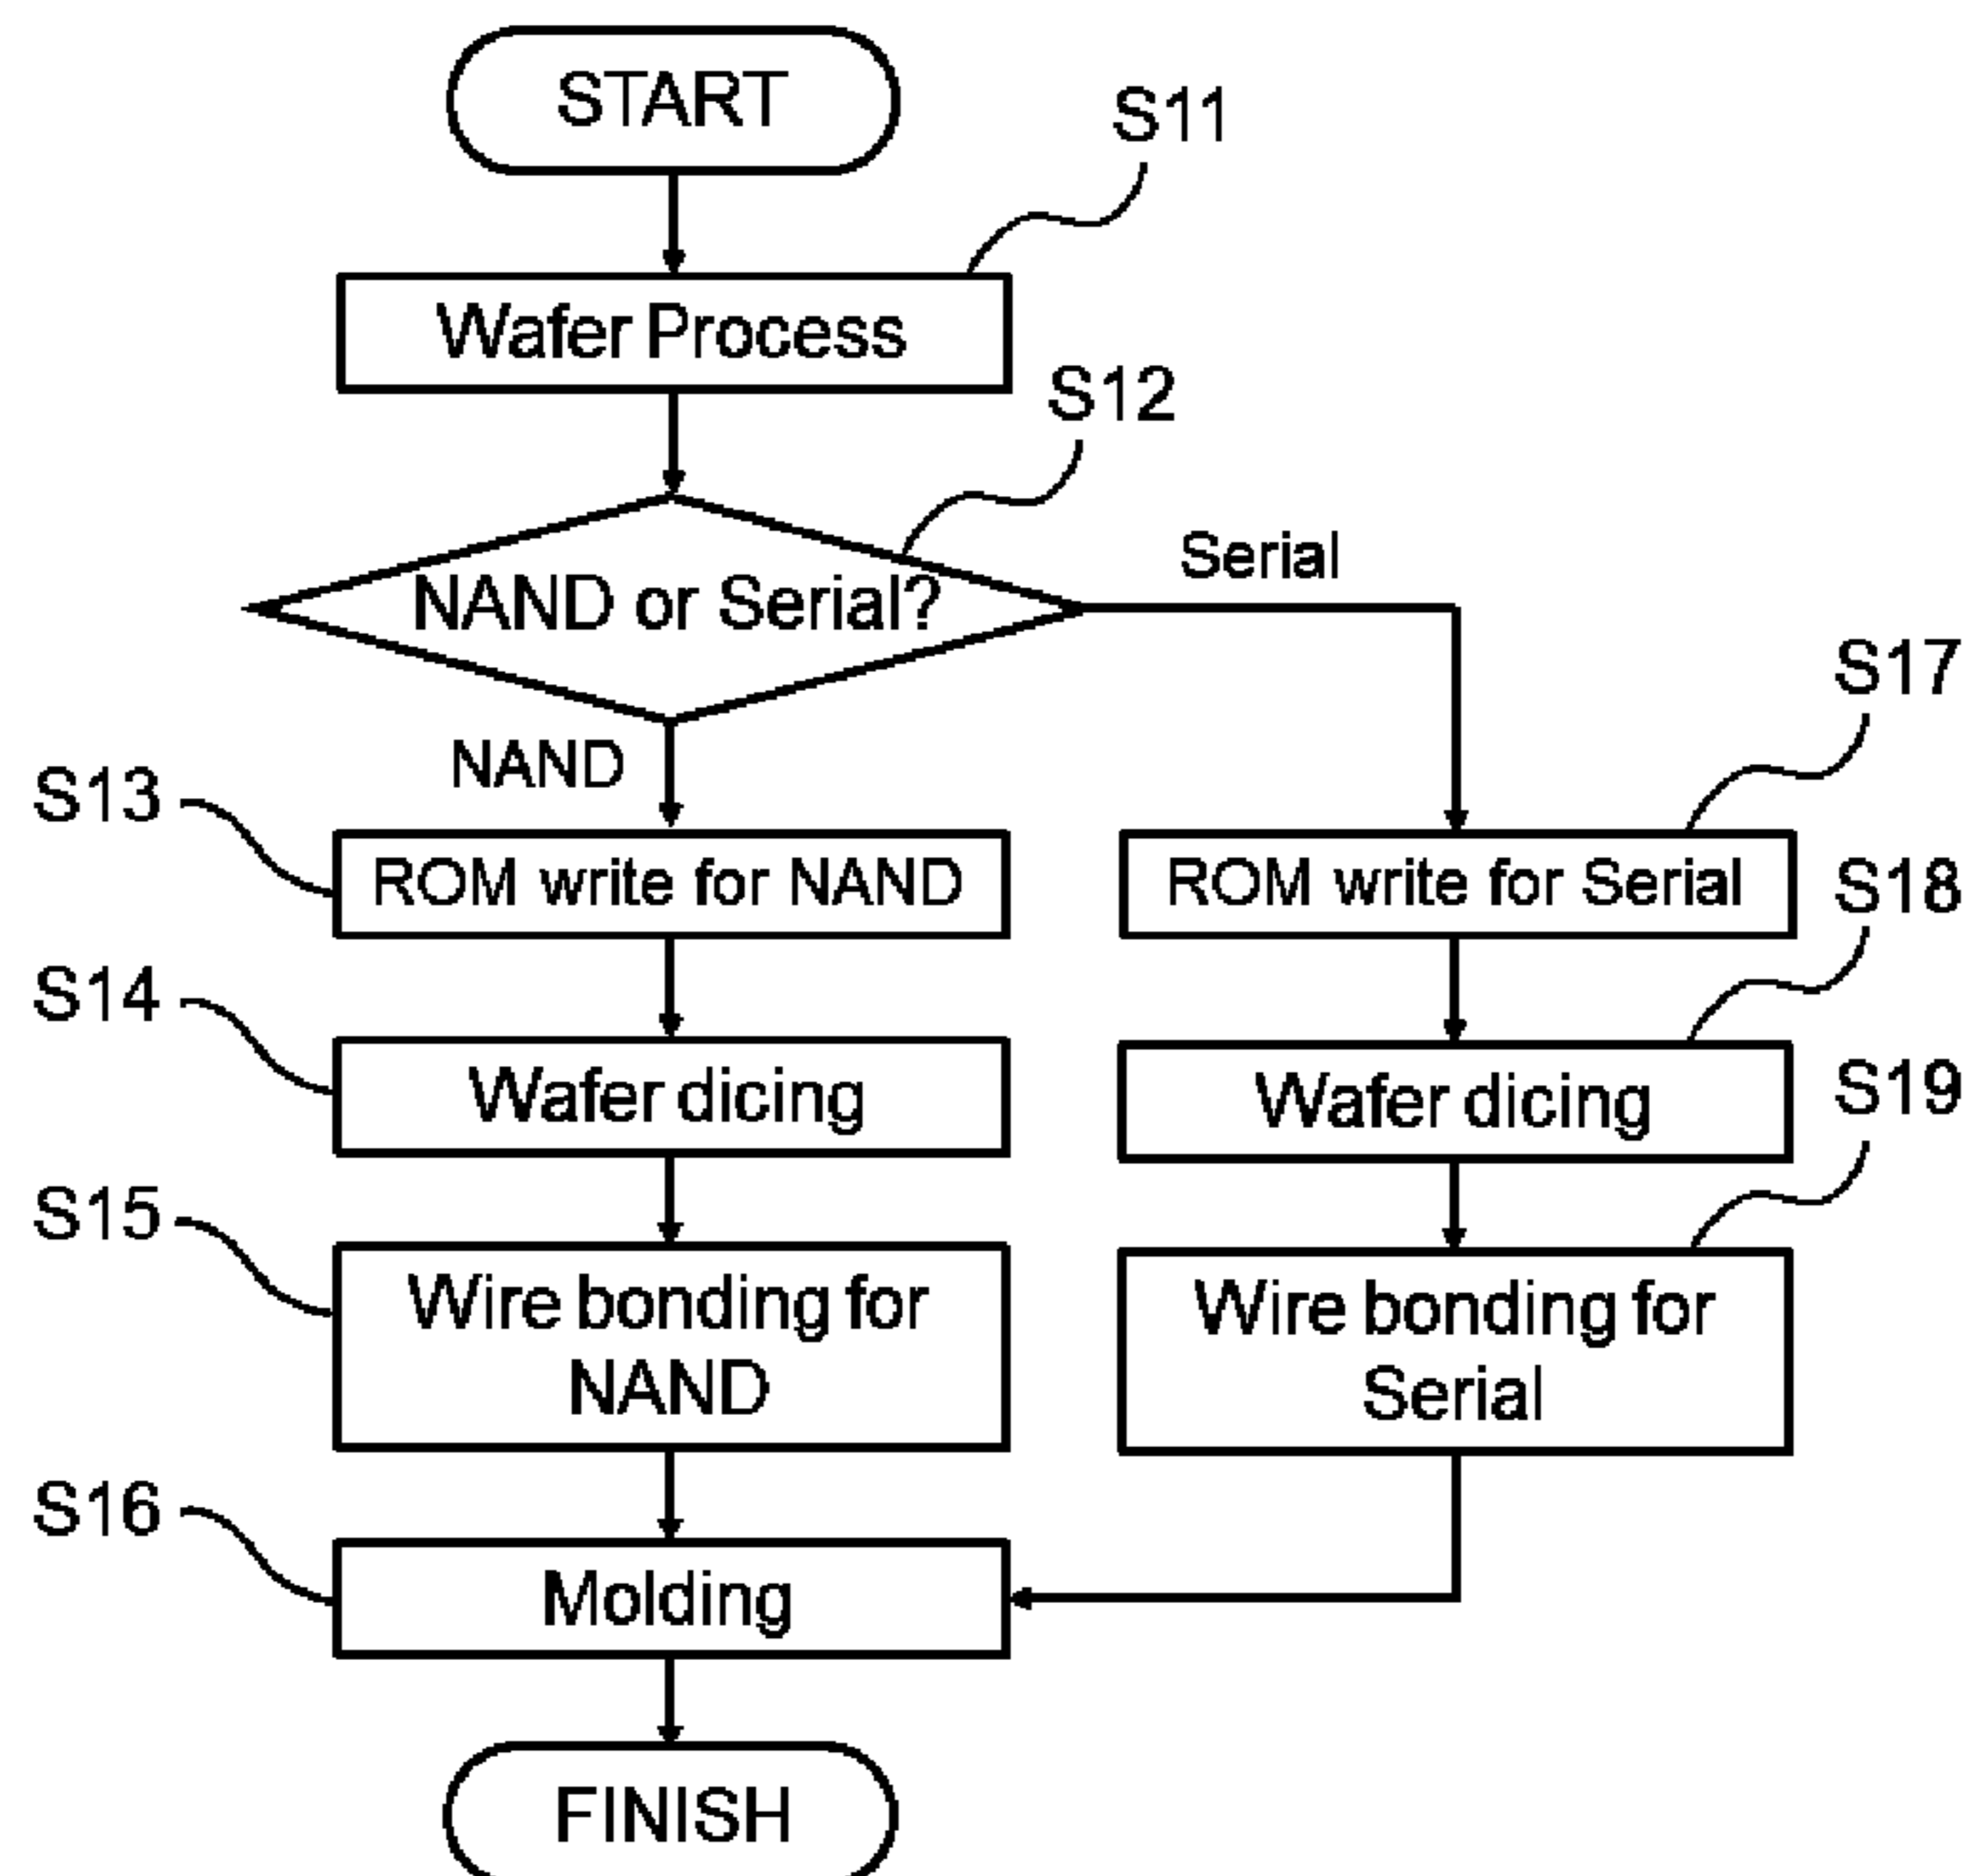 START
S11
Wafer Process
S12
NAND or Serial?
Serial
NAND
S17
S13
ROM write for NAND
ROM write for Serial
S18
S14
Wafer dicing
Wafer dicing
S19
S15
Wire bonding for
NAND
Wire bonding for
Serial
S16
Molding
FINISH